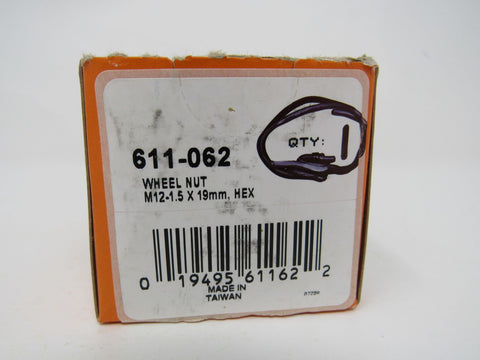 611-062
QTY: 1
WHEEL NUT
M12-1.5 X 19mm, HEX
0 19495 61162 2
MADE IN
TAIWAN